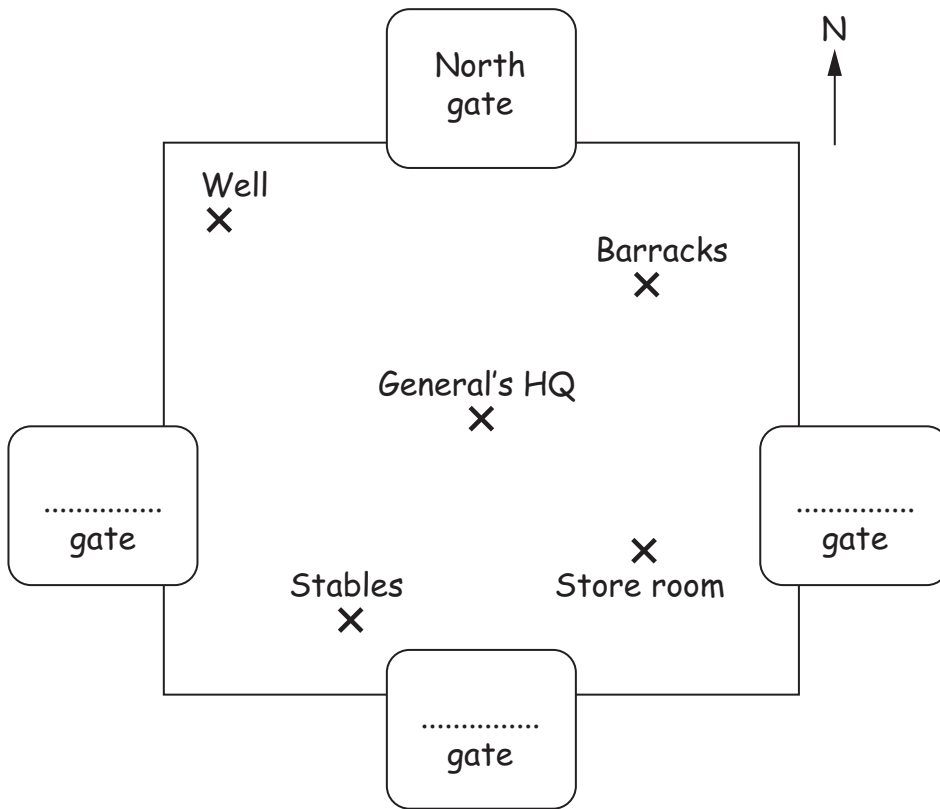 N
North
gate
Well
Barracks
General's HQ
...............
gate
...............
gate
Stables
Store room
...............
gate